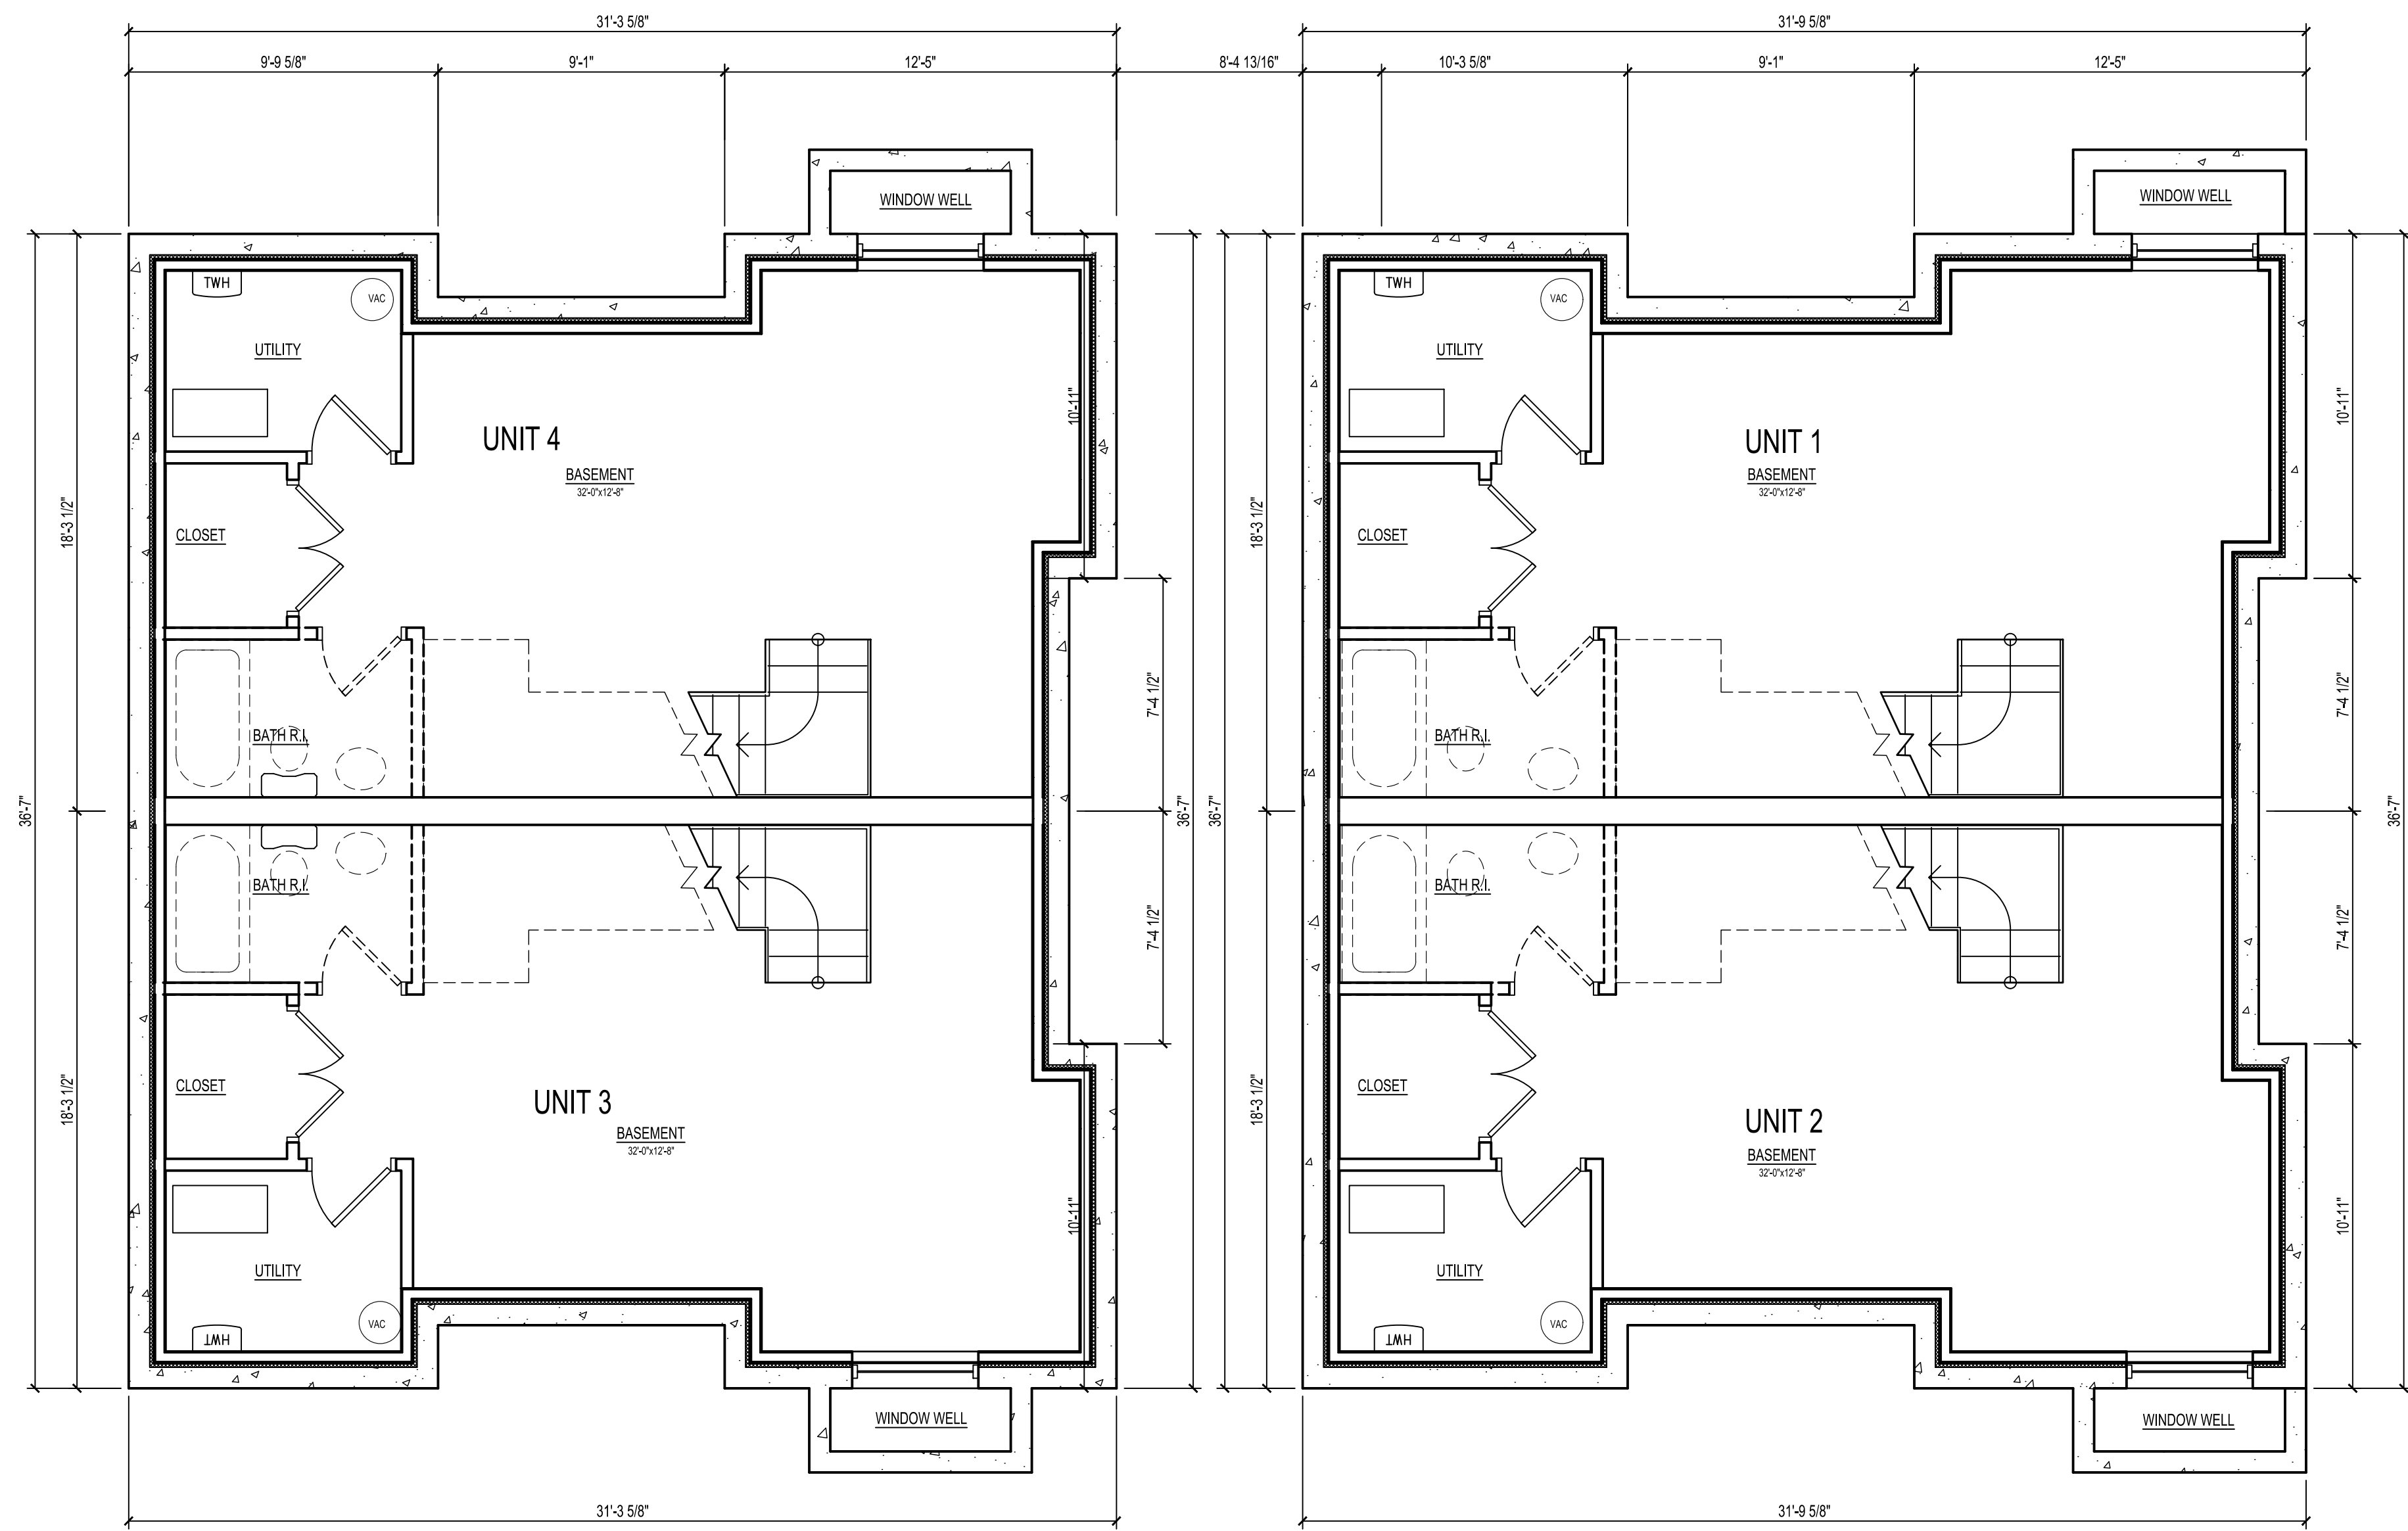 31'-3 5/8"
31'-9 5/8"
9'-9 5/8"
9'-1"
12'-5"
8'-4 13/16"
10'-3 5/8"
9'-1"
12'-5"
WINDOW WELL
WINDOW WELL
TWH
VAC
TWH
VAC
UTILITY
UTILITY
10'-11"
10'-11"
UNIT 4
BASEMENT
32'-0"x12'-8"
UNIT 1
BASEMENT
32'-0"x12'-8"
18'-3 1/2"
18'-3 1/2"
CLOSET
CLOSET
7'-4 1/2"
7'-4 1/2"
BATH R.I.
BATH R.I.
36'-7"
36'-7"
36'-7"
36'-7"
BATH R.I.
BATH R.I.
7'-4 1/2"
7'-4 1/2"
CLOSET
CLOSET
18'-3 1/2"
18'-3 1/2"
UNIT 3
BASEMENT
32'-0"x12'-8"
UNIT 2
BASEMENT
32'-0"x12'-8"
10'-11"
10'-11"
UTILITY
UTILITY
VAC
HWT
VAC
HWT
WINDOW WELL
WINDOW WELL
31'-3 5/8"
31'-9 5/8"